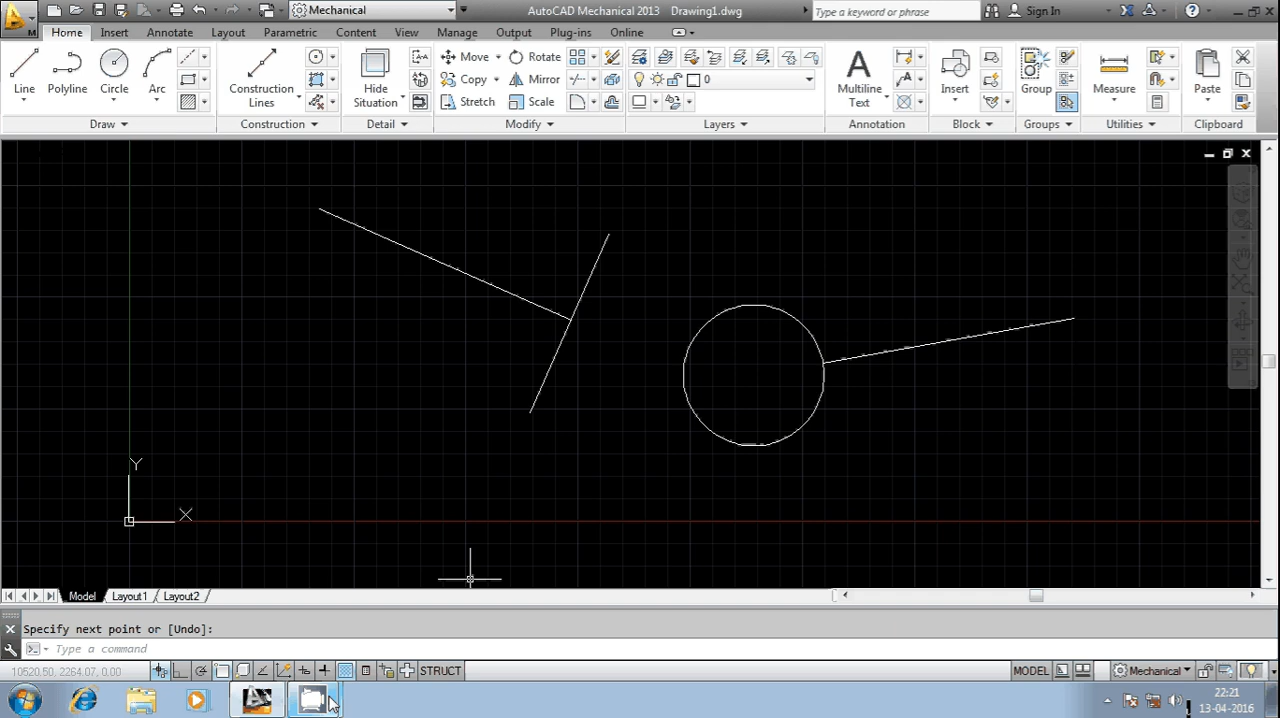 Mechanical
AutoCAD Mechanical 2013 Drawing1.dwg
Type a keyword or phrase
Sign In
Home Insert Annotate Layout Parametric Content View Manage Output Plug-ins Online
Line
Polyline
Circle
Arc
Draw
Construction
Lines
Construction
Hide
Situation
Detail
Move
Rotate
Copy
Mirror
Stretch
Scale
Modify
0
Layers
Multiline
Text
Annotation
Insert
Block
Group
Groups
Measure
Utilities
Paste
Clipboard
Y
X
Model Layout1 Layout2
Specify next point or [Undo]:
Type a command
10520.50, 2264.07, 0.00
STRUCT
MODEL
Mechanical
22:21
13-04-2016